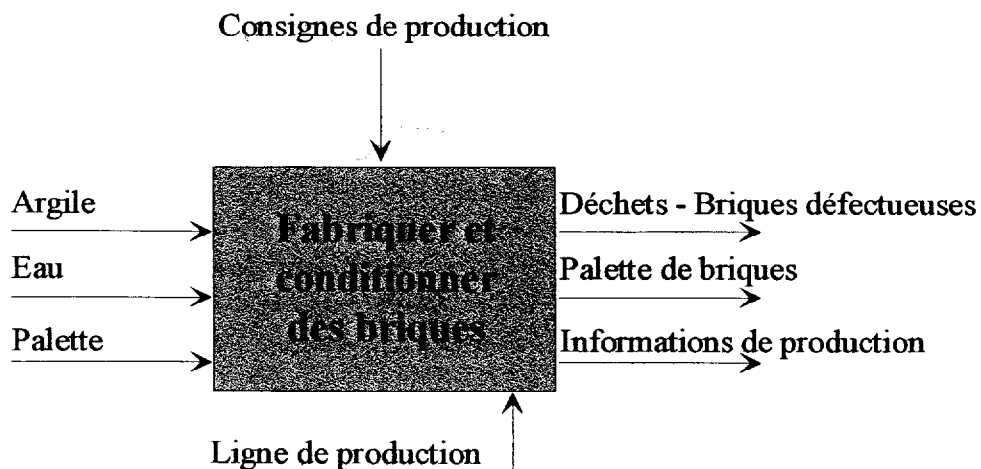 Consignes de production
Argile
Eau
Palette
Fabriquer et
conditionner
des briques
Déchets - Briques défectueuses
Palette de briques
Informations de production
Ligne de production